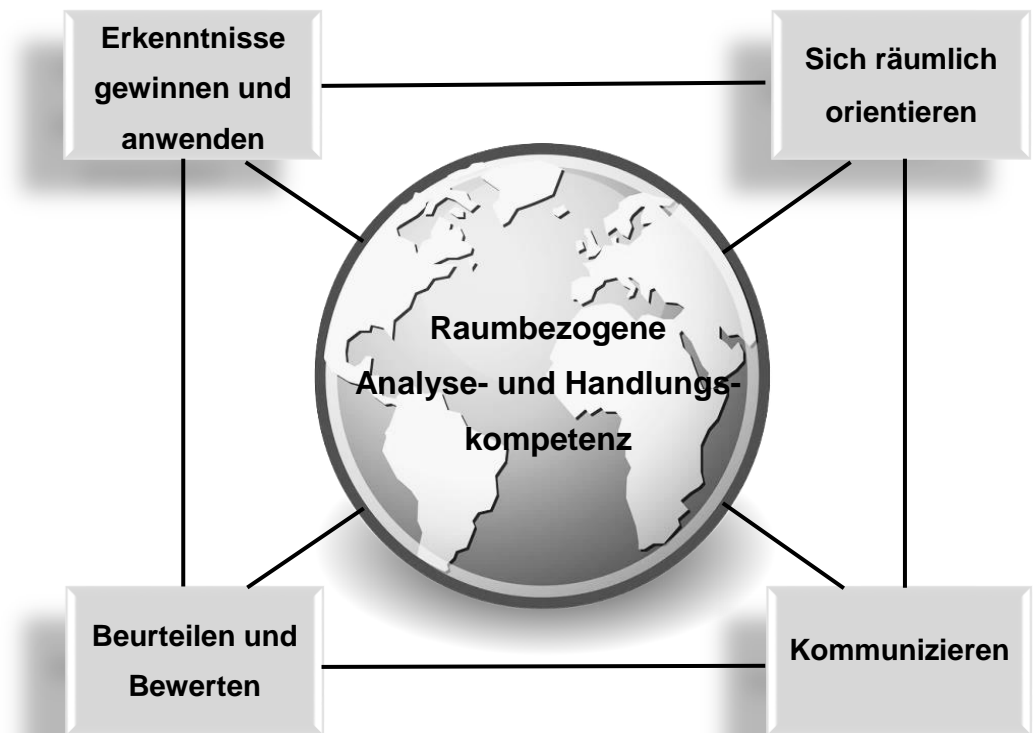 Erkenntnisse
gewinnen und
anwenden
Sich räumlich
orientieren
Raumbezogene
Analyse- und Handlungs-
kompetenz
Beurteilen und
Bewerten
Kommunizieren